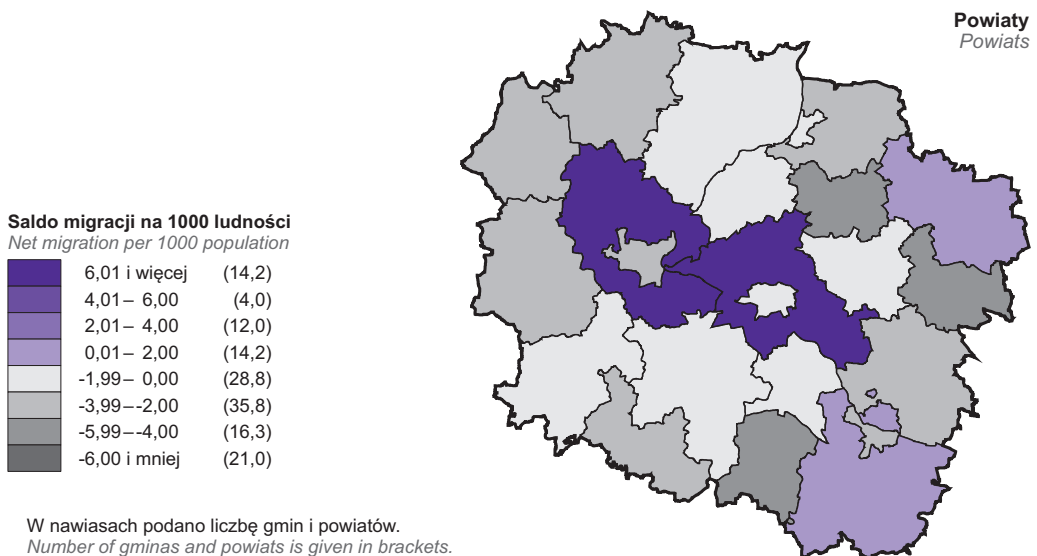 Powiaty
Powiats
Saldo migracji na 1000 ludności
Net migration per 1000 population
6,01 i więcej (14,2)
4,01– 6,00 (4,0)
2,01– 4,00 (12,0)
0,01– 2,00 (14,2)
-1,99– 0,00 (28,8)
-3,99–-2,00 (35,8)
-5,99–-4,00 (16,3)
-6,00 i mniej (21,0)
W nawiasach podano liczbę gmin i powiatów.
Number of gminas and powiats is given in brackets.